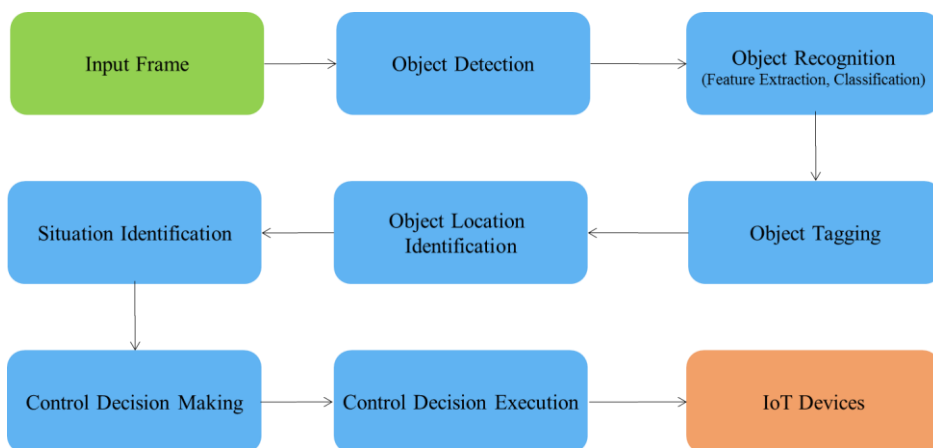 Input Frame
Object Detection
Object Recognition
(Feature Extraction, Classification)
Situation Identification
Object Location
Identification
Object Tagging
Control Decision Making
Control Decision Execution
IoT Devices